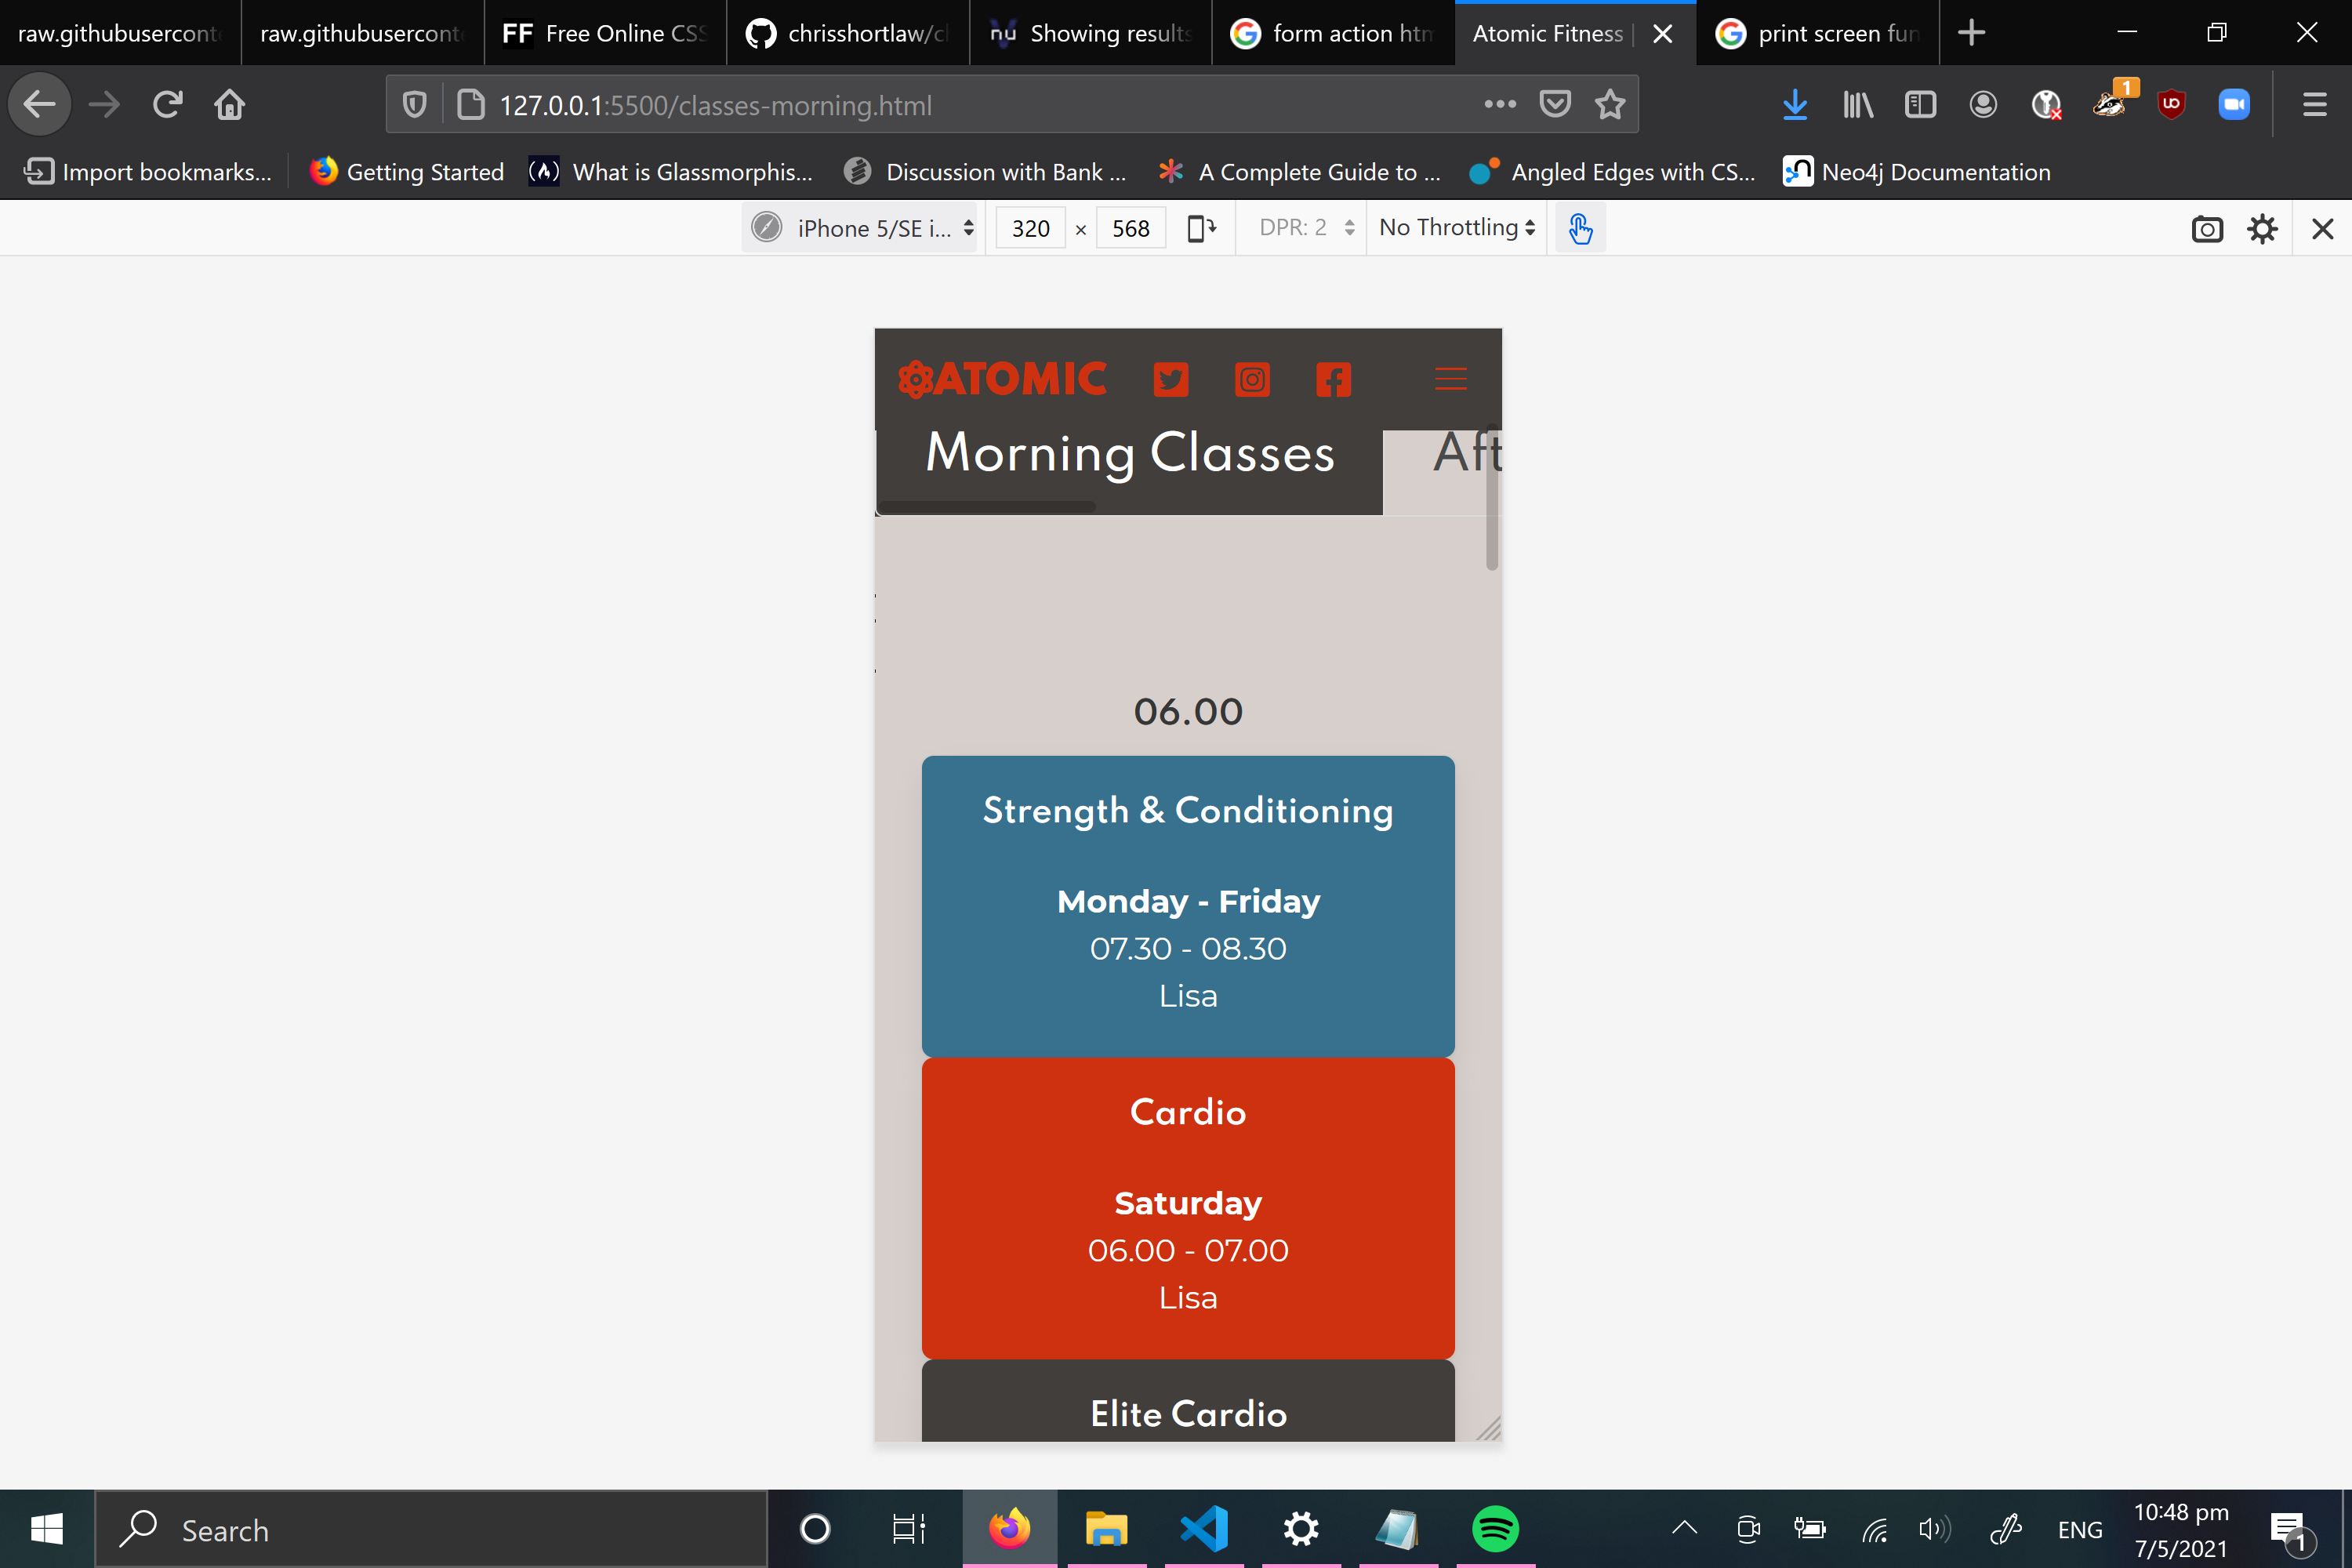 raw.githubuserconte
raw.githubuserconte
FF Free Online CSS
chrisshortlaw/cl
nu Showing results
form action htm
Atomic Fitness |
print screen fun
127.0.0.1:5500/classes-morning.html
1
Import bookmarks...
Getting Started
What is Glassmorphis...
Discussion with Bank ...
A Complete Guide to ...
Angled Edges with CS...
Neo4j Documentation
iPhone 5/SE i...
320 × 568
DPR: 2
No Throttling
ATOMIC
Morning Classes
Aft
06.00
Strength & Conditioning
Monday - Friday
07.30 - 08.30
Lisa
Cardio
Saturday
06.00 - 07.00
Lisa
Elite Cardio
Search
ENG
10:48 pm
7/5/2021
1